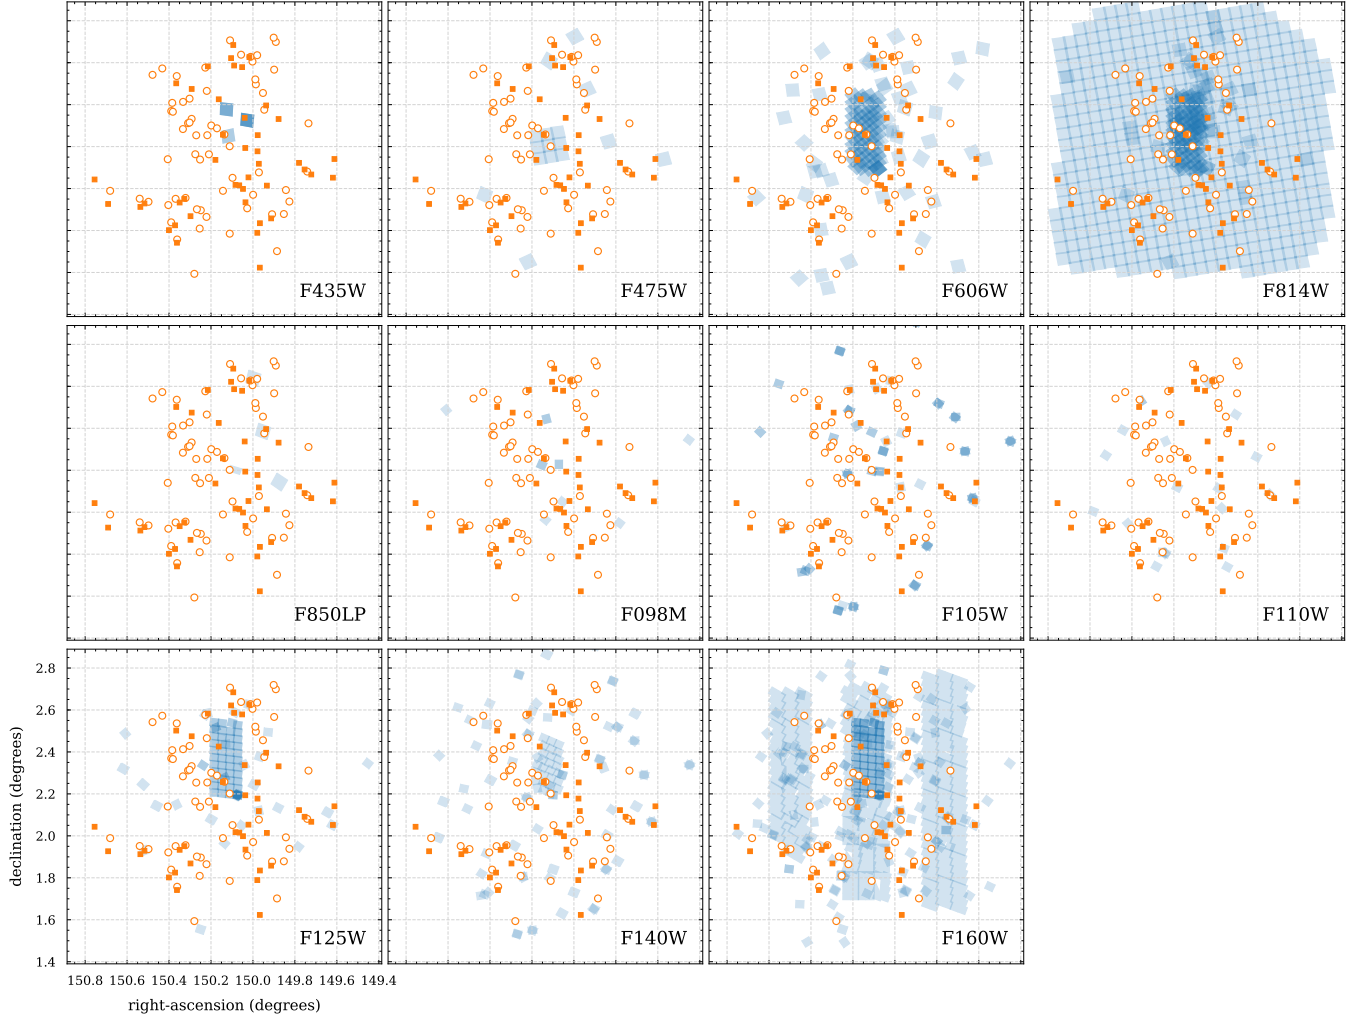 F435W
F475W
F606W
F814W
F850LP
F098M
F105W
F110W
declination (degrees)
2.8
2.6
2.4
2.2
2.0
1.8
1.6
1.4
F125W
F140W
F160W
150.8 150.6 150.4 150.2 150.0 149.8 149.6 149.4
right-ascension (degrees)